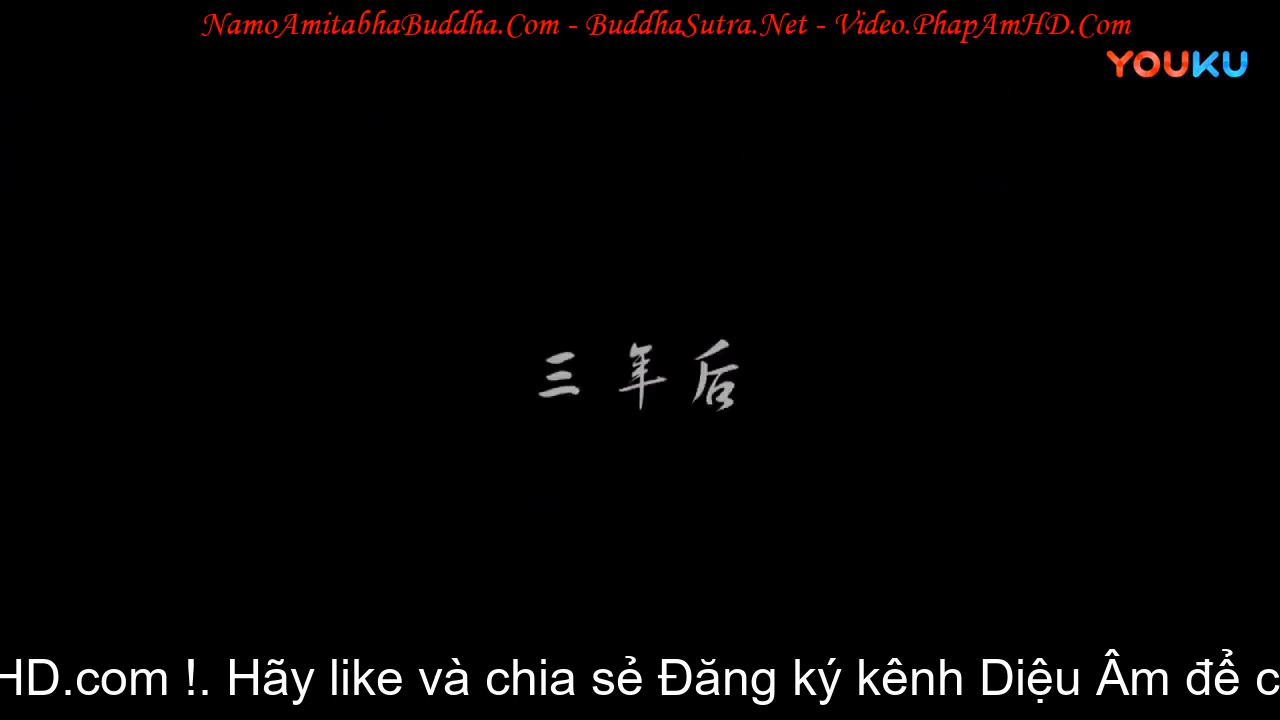 NamoAmitabhaBuddha.Com - BuddhaSutra.Net - Video.PhapAmHD.Com
YOUKU
三年后
HD.com !. Hãy like và chia sẻ Đăng ký kênh Diệu Âm để c